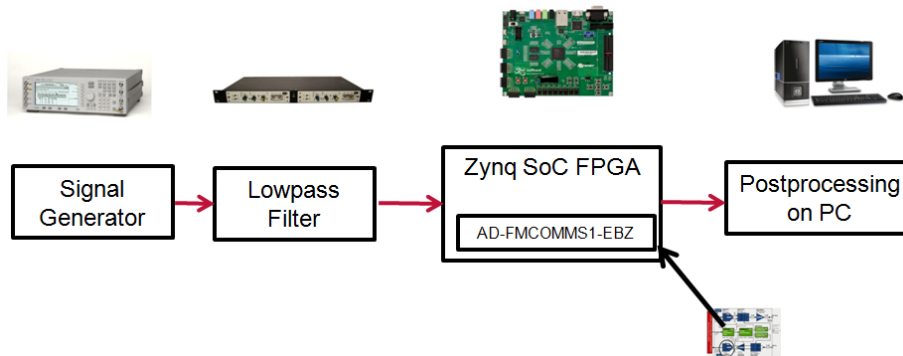 Signal
Generator
Lowpass
Filter
Zynq SoC FPGA
AD-FMCOMMS1-EBZ
Postprocessing
on PC